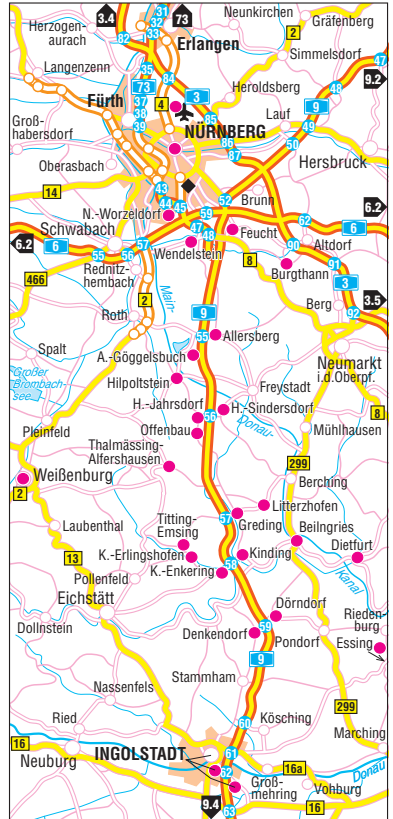 3.4
73
31
32
33
Neunkirchen
Gräfenberg
Herzogen-
aurach
82
Erlangen
2
Simmelsdorf
47
Langenzenn
35
84
9.2
73
3
Heroldsberg
48
Fürth
37
4
9
38
85
Lauf
Groß-
habersdorf
39
NÜRNBERG
49
86
50
Oberasbach
87
Hersbruck
14
43
Brunn
44
45
52
6.2
N.-Worzeldorf
59
62
Schwabach
47
48
Feucht
6
6.2
6
57
90
Altdorf
55
56
Wendelstein
8
91
Rednitz-
hembach
Burgthann
466
3
2
Main-
Berg
3.5
Roth
9
92
55
Allersberg
Spalt
A.-Göggelsbuch
Neumarkt
i.d.Oberpf.
Großer
Brombach-
see
Hilpoltstein
Freystadt
H.-Jahrsdorf
56
H.-Sindersdorf
8
Pleinfeld
Offenbau
Donau-
Mühlhausen
Thalmässing-
Alfershausen
299
Weißenburg
Berching
2
Litterzhofen
Laubenthal
Titting-
Emsing
57
Greding
Beilngries
13
K.-Erlingshofen
Kinding
Dietfurt
58
Pollenfeld
K.-Enkering
Kanal
Eichstätt
Dörndorf
Rieden-
burg
Dollnstein
59
Denkendorf
Pondorf
Essing
9
Stammham
Nassenfels
299
Ried
60
Kösching
16
Marching
INGOLSTADT
61
Neuburg
62
16a
Donau
Groß-
mehring
Vohburg
9.4
63
16